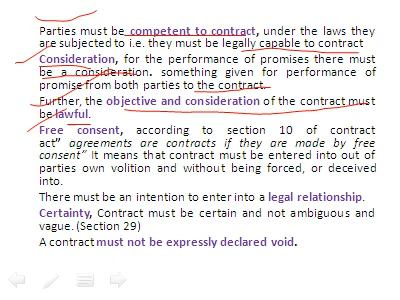 Parties must be competent to contract, under the laws they
are subjected to i.e. they must be legally capable to contract
Consideration, for the performance of promises there must
be a consideration. something given for performance of
promise from both parties to the contract.
Further, the objective and consideration of the contract must
be lawful.
Free consent, according to section 10 of contract
act" agreements are contracts if they are made by free
consent" It means that contract must be entered into out of
parties own volition and without being forced, or deceived
into.
There must be an intention to enter into a legal relationship.
Certainty, Contract must be certain and not ambiguous and
vague. (Section 29)
A contract must not be expressly declared void.